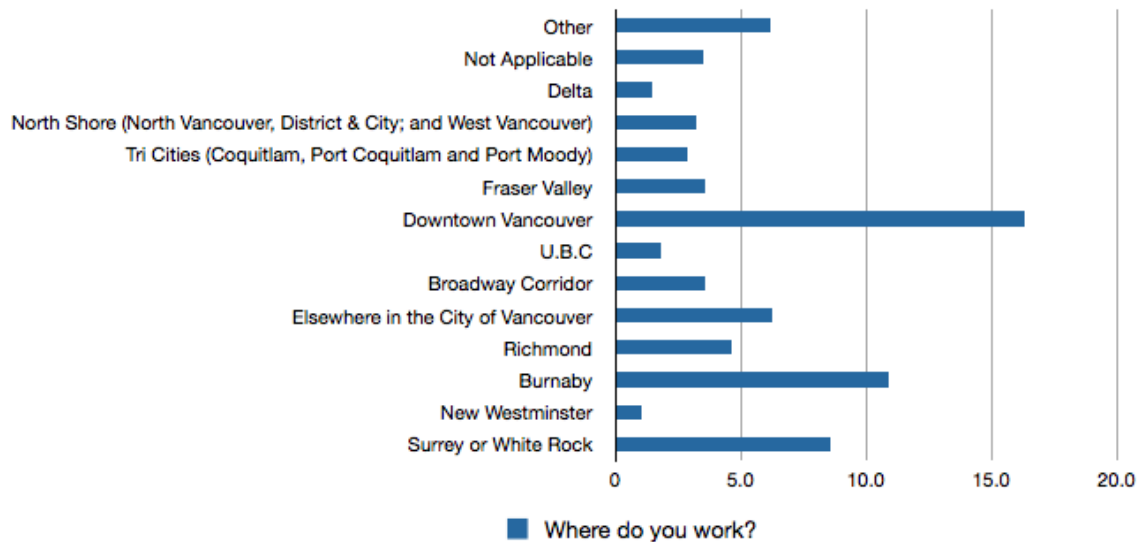 Other
Not Applicable
Delta
North Shore (North Vancouver, District & City; and West Vancouver)
Tri Cities (Coquitlam, Port Coquitlam and Port Moody)
Fraser Valley
Downtown Vancouver
U.B.C
Broadway Corridor
Elsewhere in the City of Vancouver
Richmond
Burnaby
New Westminster
Surrey or White Rock
0 5.0 10.0 15.0 20.0
Where do you work?